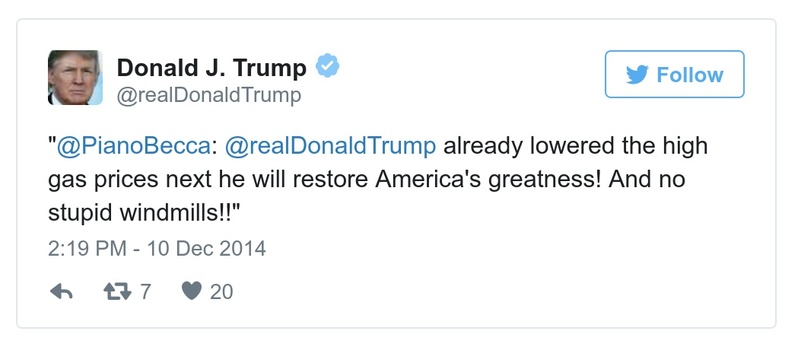 Donald J. Trump
@realDonaldTrump
Follow
"@PianoBecca: @realDonaldTrump already lowered the high
gas prices next he will restore America's greatness! And no
stupid windmills!!"
2:19 PM - 10 Dec 2014
7 20